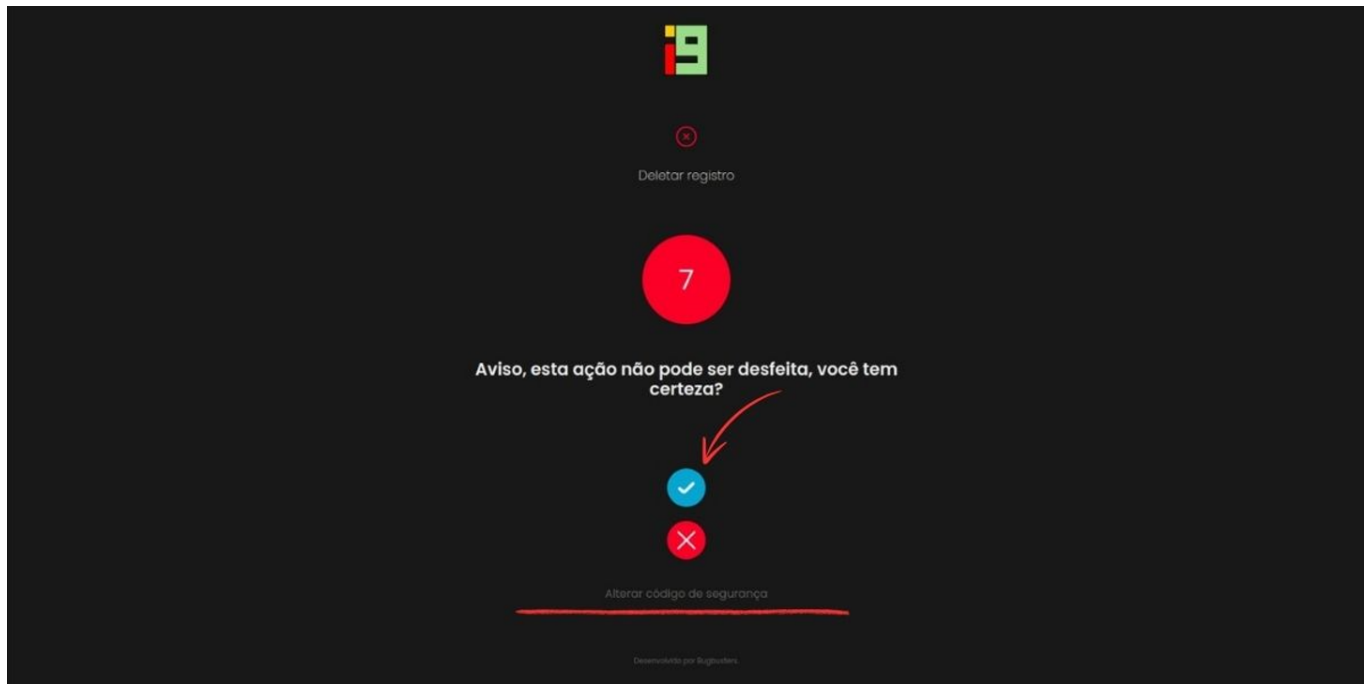 i9
Deletar registro
7
Aviso, esta ação não pode ser desfeita, você tem
certeza?
Alterar código de segurança
Desenvolvido por Bugbusters